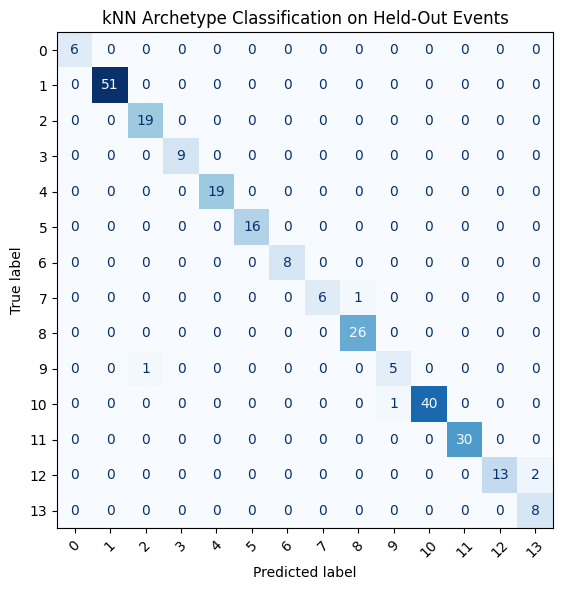 kNN Archetype Classification on Held-Out Events
True label
0 6 0 0 0 0 0 0 0 0 0 0 0 0 0
1 0 51 0 0 0 0 0 0 0 0 0 0 0 0
2 0 0 19 0 0 0 0 0 0 0 0 0 0 0
3 0 0 0 9 0 0 0 0 0 0 0 0 0 0
4 0 0 0 0 19 0 0 0 0 0 0 0 0 0
5 0 0 0 0 0 16 0 0 0 0 0 0 0 0
6 0 0 0 0 0 0 8 0 0 0 0 0 0 0
7 0 0 0 0 0 0 0 6 1 0 0 0 0 0
8 0 0 0 0 0 0 0 0 26 0 0 0 0 0
9 0 0 1 0 0 0 0 0 0 5 0 0 0 0
10 0 0 0 0 0 0 0 0 0 1 40 0 0 0
11 0 0 0 0 0 0 0 0 0 0 0 30 0 0
12 0 0 0 0 0 0 0 0 0 0 0 0 13 2
13 0 0 0 0 0 0 0 0 0 0 0 0 0 8
0 1 2 3 4 5 6 7 8 9 10 11 12 13
Predicted label